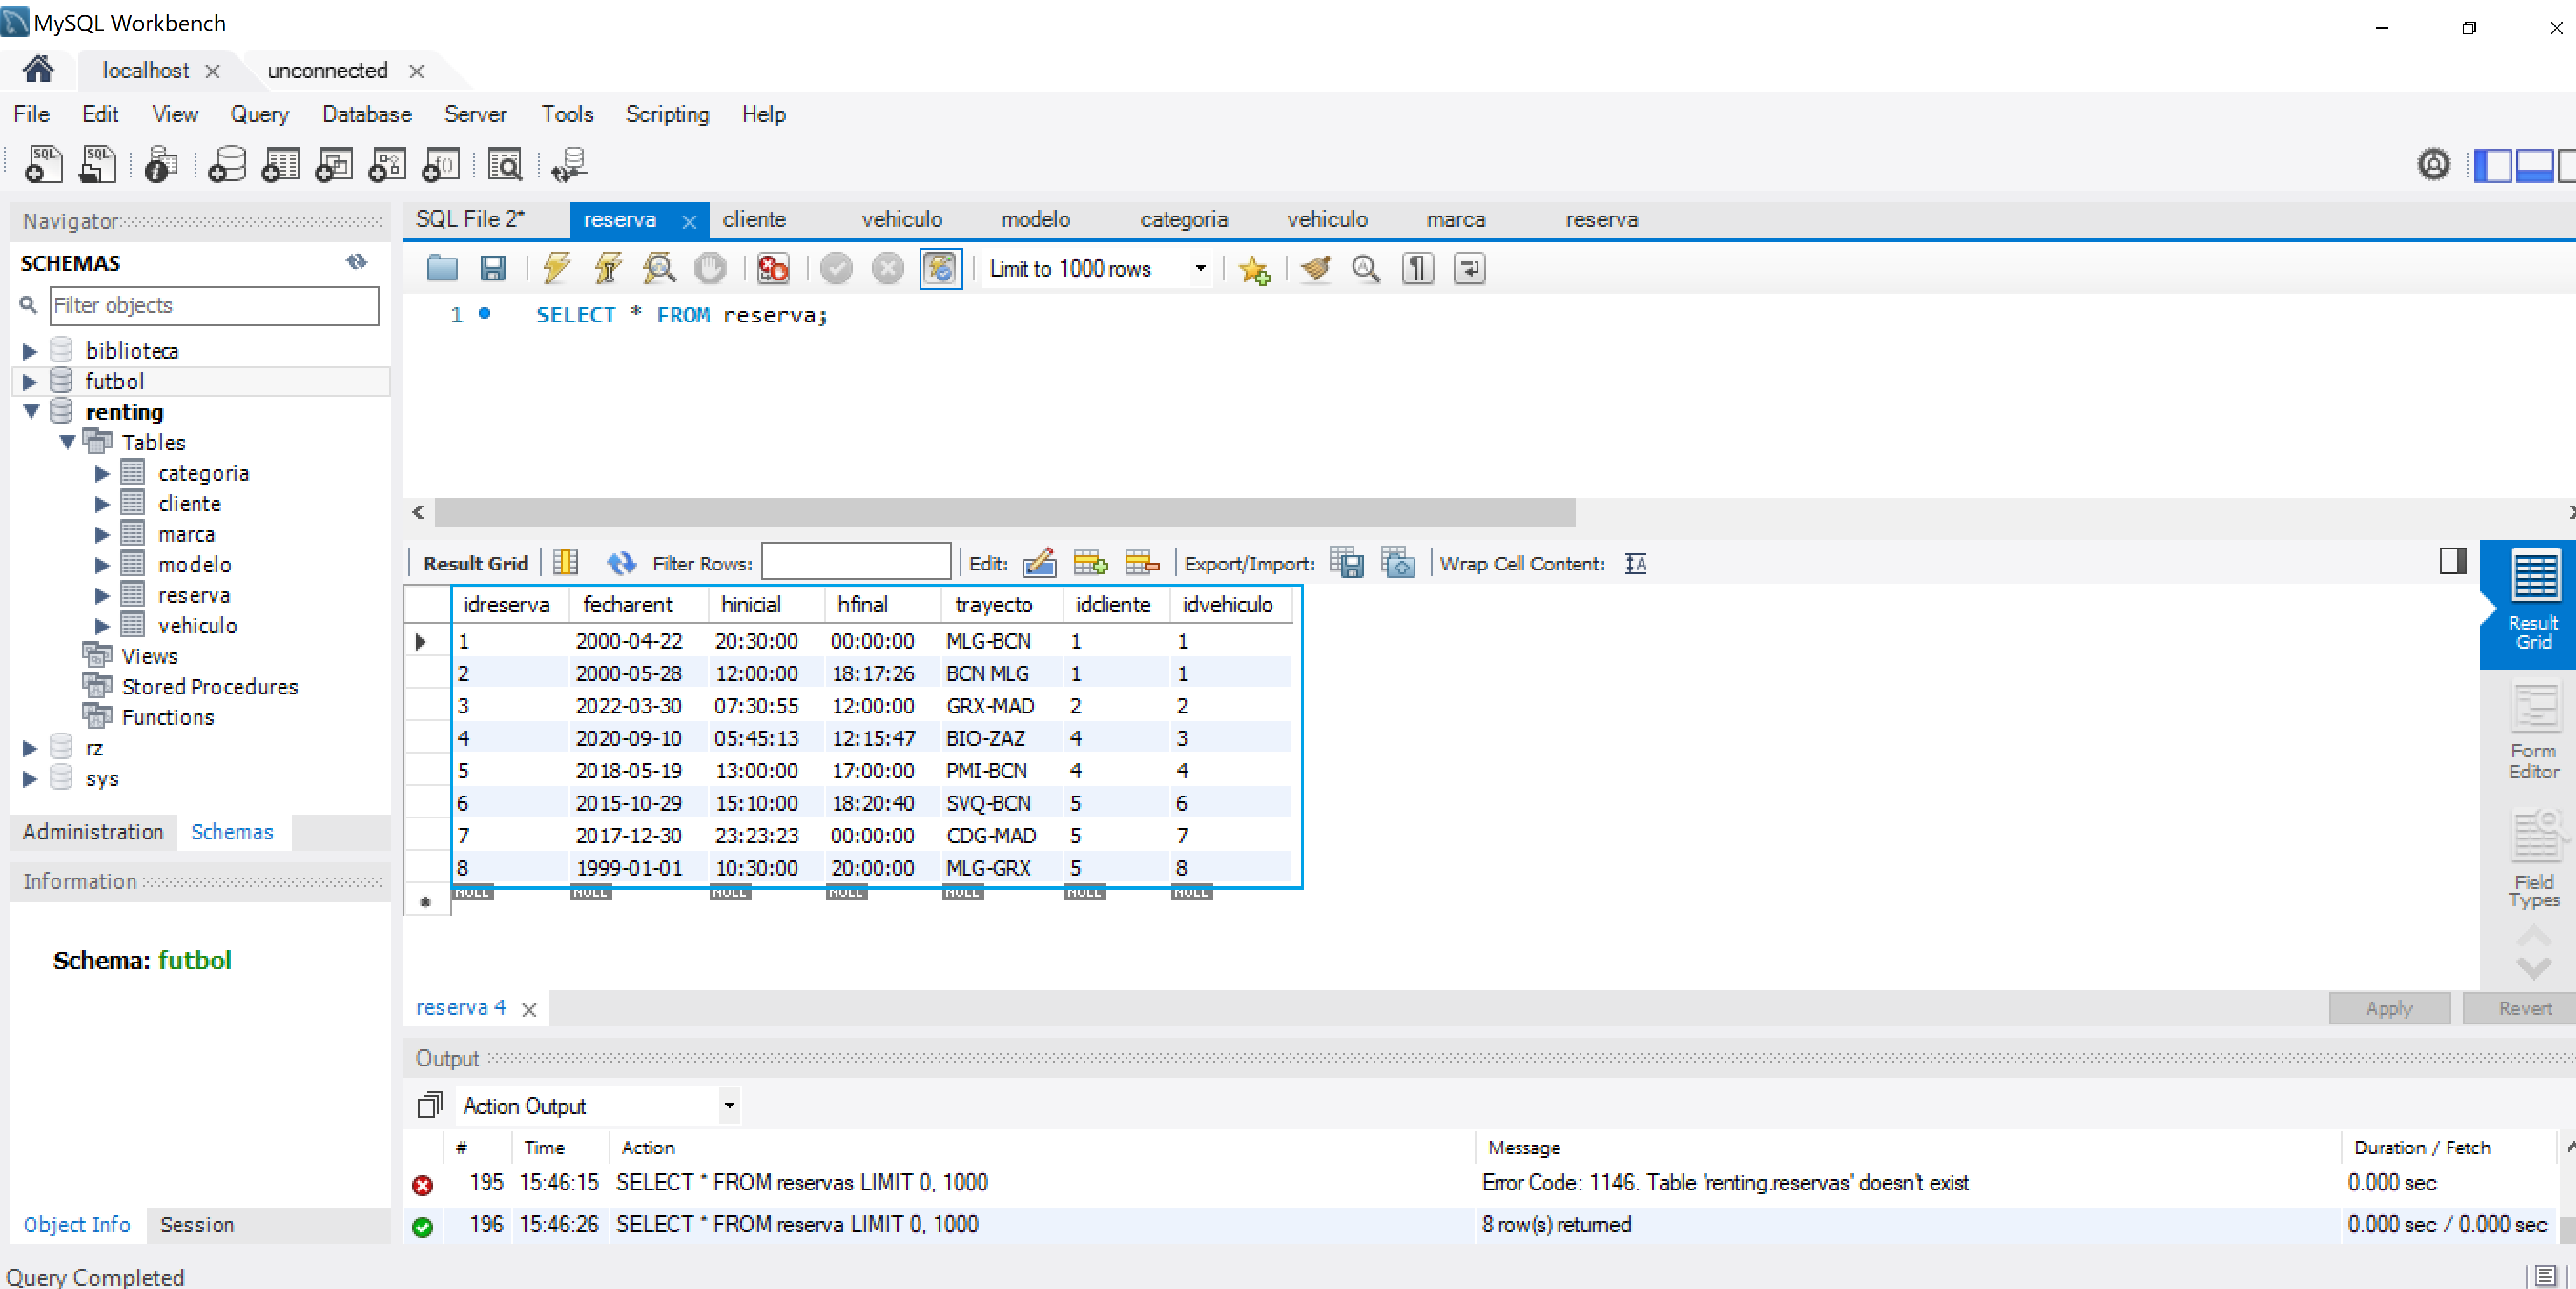 MySQL Workbench
localhost
unconnected
File Edit View Query Database Server Tools Scripting Help
Navigator
SCHEMAS
Filter objects
biblioteca
futbol
renting
Tables
categoria
cliente
marca
modelo
reserva
vehiculo
Views
Stored Procedures
Functions
rz
sys
Administration Schemas
Information
Schema: futbol
Object Info Session
SQL File 2* reserva cliente vehiculo modelo categoria vehiculo marca reserva
Limit to 1000 rows
1 SELECT * FROM reserva;
Result Grid Filter Rows: Edit: Export/Import: Wrap Cell Content:
idreserva fecharent hinicial hfinal trayecto idcliente idvehiculo
1 2000-04-22 20:30:00 00:00:00 MLG-BCN 1 1
2 2000-05-28 12:00:00 18:17:26 BCN MLG 1 1
3 2022-03-30 07:30:55 12:00:00 GRX-MAD 2 2
4 2020-09-10 05:45:13 12:15:47 BIO-ZAZ 4 3
5 2018-05-19 13:00:00 17:00:00 PMI-BCN 4 4
6 2015-10-29 15:10:00 18:20:40 SVQ-BCN 5 6
7 2017-12-30 23:23:23 00:00:00 CDG-MAD 5 7
8 1999-01-01 10:30:00 20:00:00 MLG-GRX 5 8
NULL NULL NULL NULL NULL NULL NULL
Result
Grid
Form
Editor
Field
Types
reserva 4
Apply Revert
Output
Action Output
# Time Action Message Duration / Fetch
195 15:46:15 SELECT * FROM reservas LIMIT 0, 1000 Error Code: 1146. Table 'renting.reservas' doesn't exist 0.000 sec
196 15:46:26 SELECT * FROM reserva LIMIT 0, 1000 8 row(s) returned 0.000 sec / 0.000 sec
Query Completed